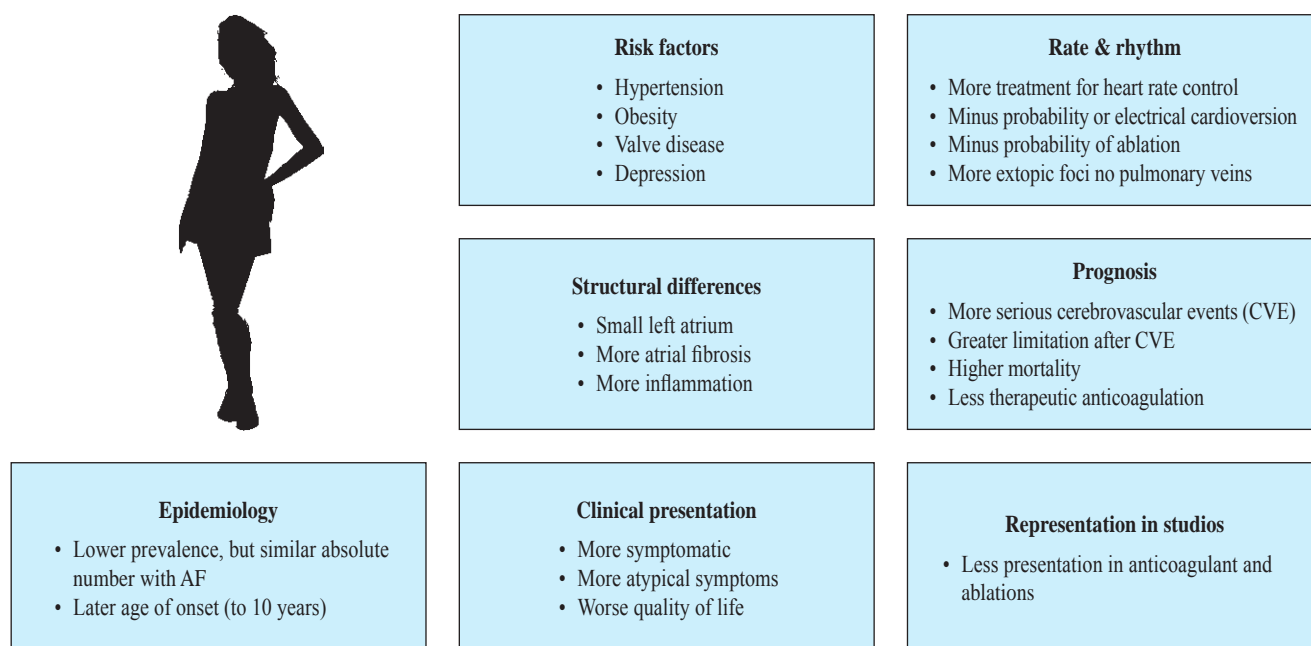 Risk factors
• Hypertension
• Obesity
• Valve disease
• Depression
Rate & rhythm
• More treatment for heart rate control
• Minus probability or electrical cardioversion
• Minus probability of ablation
• More extopic foci no pulmonary veins
Structural differences
• Small left atrium
• More atrial fibrosis
• More inflammation
Prognosis
• More serious cerebrovascular events (CVE)
• Greater limitation after CVE
• Higher mortality
• Less therapeutic anticoagulation
Epidemiology
• Lower prevalence, but similar absolute
number with AF
• Later age of onset (to 10 years)
Clinical presentation
• More symptomatic
• More atypical symptoms
• Worse quality of life
Representation in studios
• Less presentation in anticoagulant and
ablations